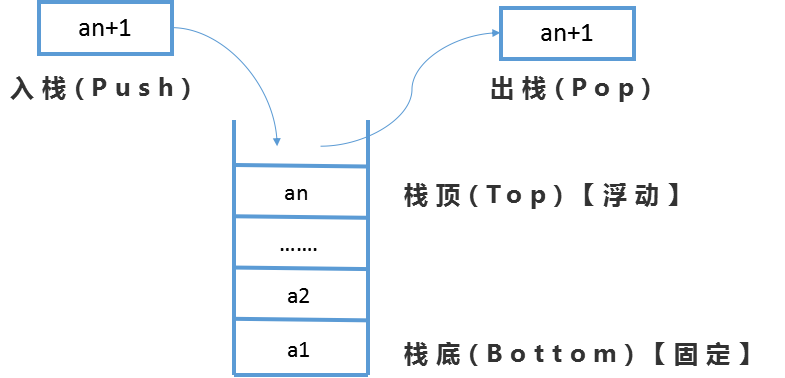 an+1
an+1
入栈(Push)
出栈(Pop)
an
栈顶(Top)【浮动】
.......
a2
a1
栈底(Bottom)【固定】